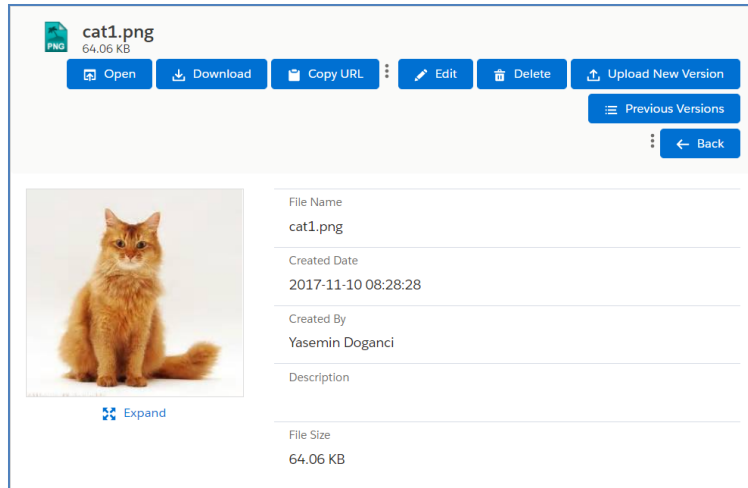 cat1.png
PNG
64.06 KB
Open Download Copy URL Edit Delete Upload New Version
Previous Versions
Back
File Name
cat1.png
Created Date
2017-11-10 08:28:28
Created By
Yasemin Doganci
Description
Expand
File Size
64.06 KB